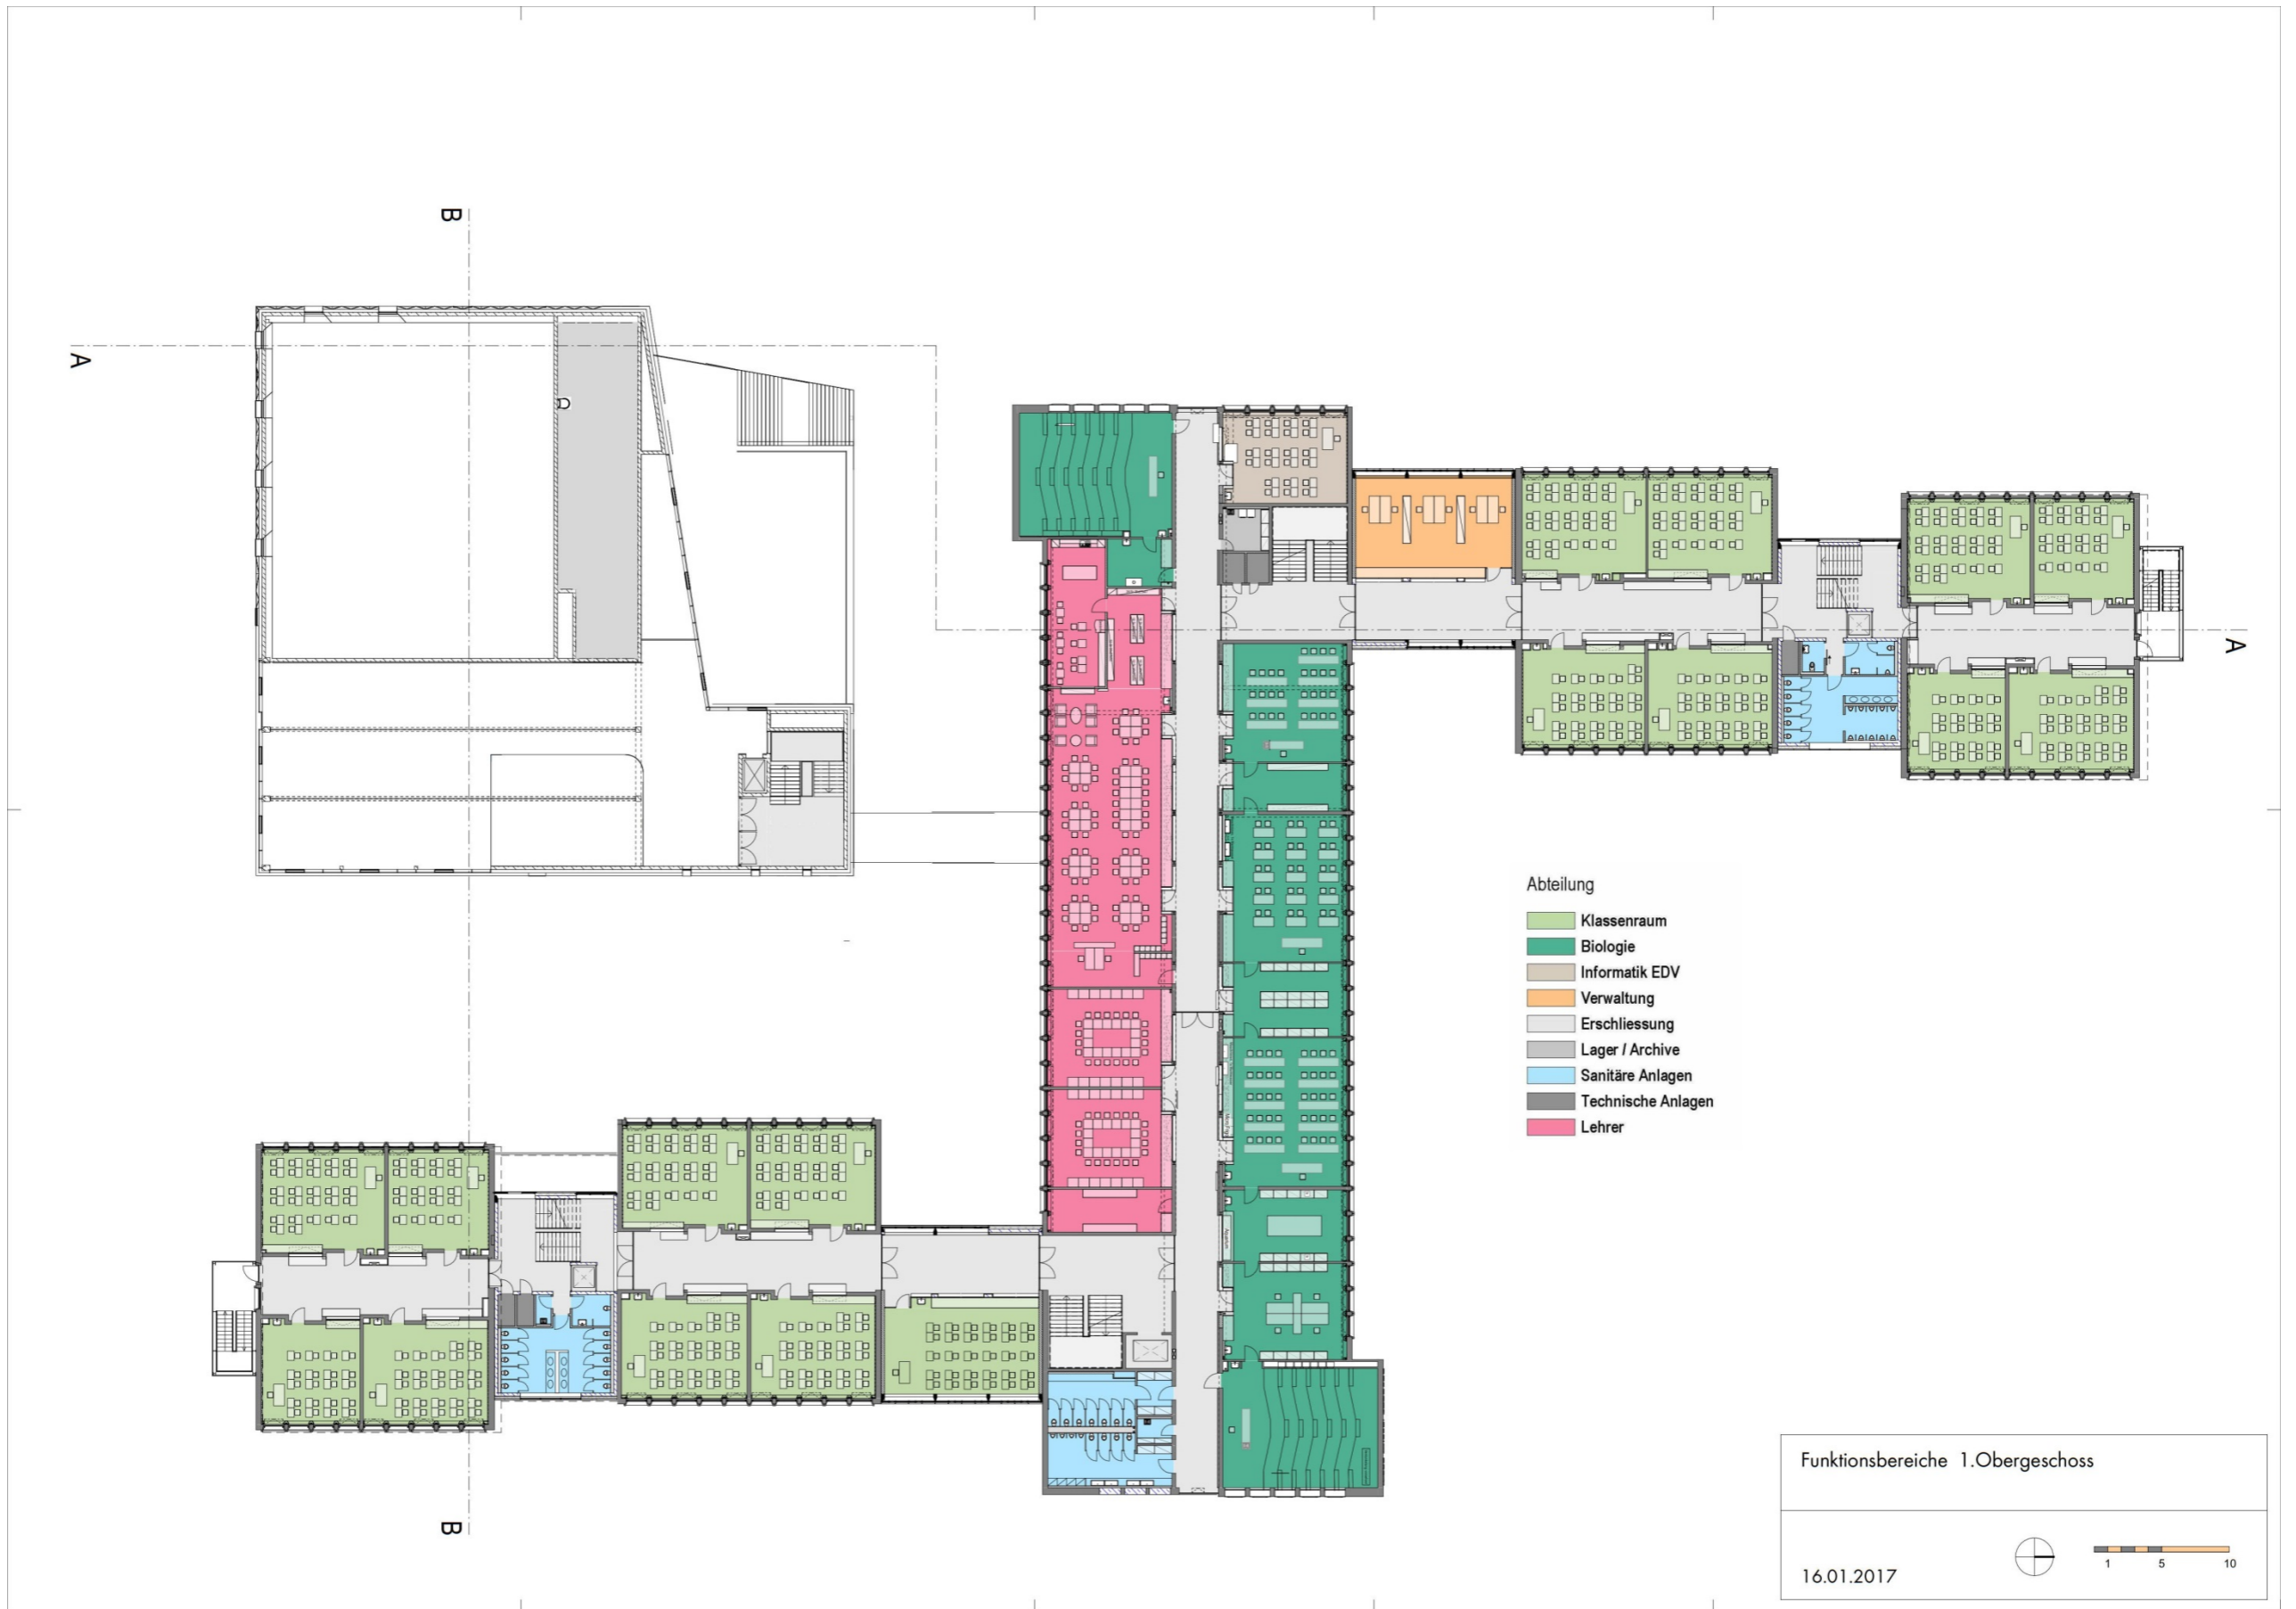 B
A
A
Abteilung
Klassenraum
Biologie
Informatik EDV
Verwaltung
Erschliessung
Lager / Archive
Sanitäre Anlagen
Technische Anlagen
Lehrer
B
Funktionsbereiche 1.Obergeschoss
16.01.2017
1 5 10